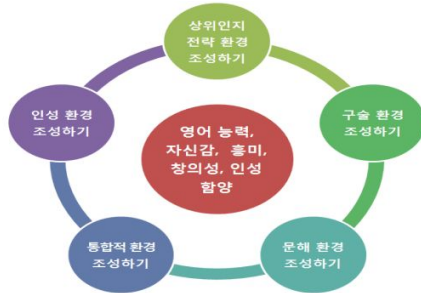 상위인지
전략 환경
조성하기
인성 환경
조성하기
구술 환경
조성하기
영어 능력,
자신감, 흥미,
창의성, 인성
함양
통합적 환경
조성하기
문해 환경
조성하기